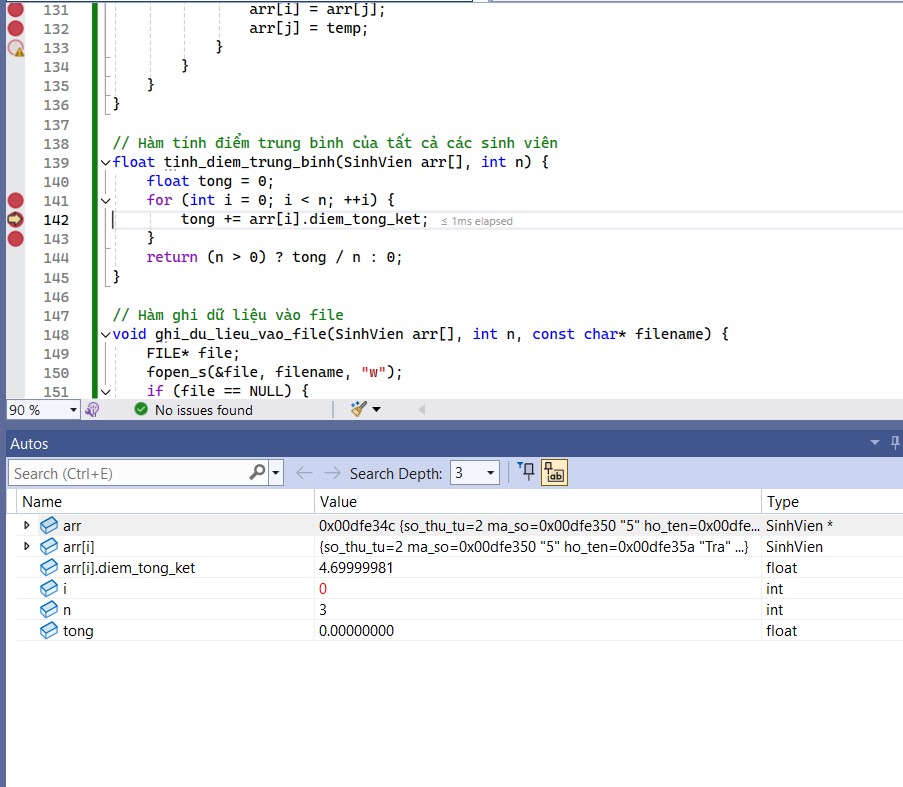 131 arr[i] = arr[j];
132 arr[j] = temp;
133 }
134 }
135 }
136 }
137
138 // Hàm tính điểm trung bình của tất cả các sinh viên
139 float tinh_diem_trung_binh(SinhVien arr[], int n) {
140 float tong = 0;
141 for (int i = 0; i < n; ++i) {
142 tong += arr[i].diem_tong_ket; ≤ 1ms elapsed
143 }
144 return (n > 0) ? tong / n : 0;
145 }
146
147 // Hàm ghi dữ liệu vào file
148 void ghi_du_lieu_vao_file(SinhVien arr[], int n, const char* filename) {
149 FILE* file;
150 fopen_s(&file, filename, "w");
151 if (file == NULL) {
90 % No issues found
Autos
Search (Ctrl+E) Search Depth: 3
Name Value Type
arr 0x00dfe34c {so_thu_tu=2 ma_so=0x00dfe350 "5" ho_ten=0x00dfe... SinhVien *
arr[i] {so_thu_tu=2 ma_so=0x00dfe350 "5" ho_ten=0x00dfe35a "Tra" ...} SinhVien
arr[i].diem_tong_ket 4.69999981 float
i 0 int
n 3 int
tong 0.00000000 float